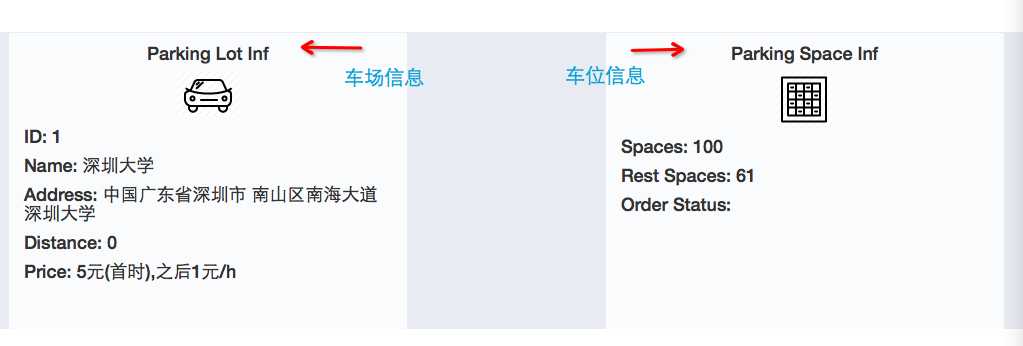 Parking Lot Inf
车场信息
ID: 1
Name: 深圳大学
Address: 中国广东省深圳市 南山区南海大道
深圳大学
Distance: 0
Price: 5元(首时),之后1元/h
Parking Space Inf
车位信息
Spaces: 100
Rest Spaces: 61
Order Status: